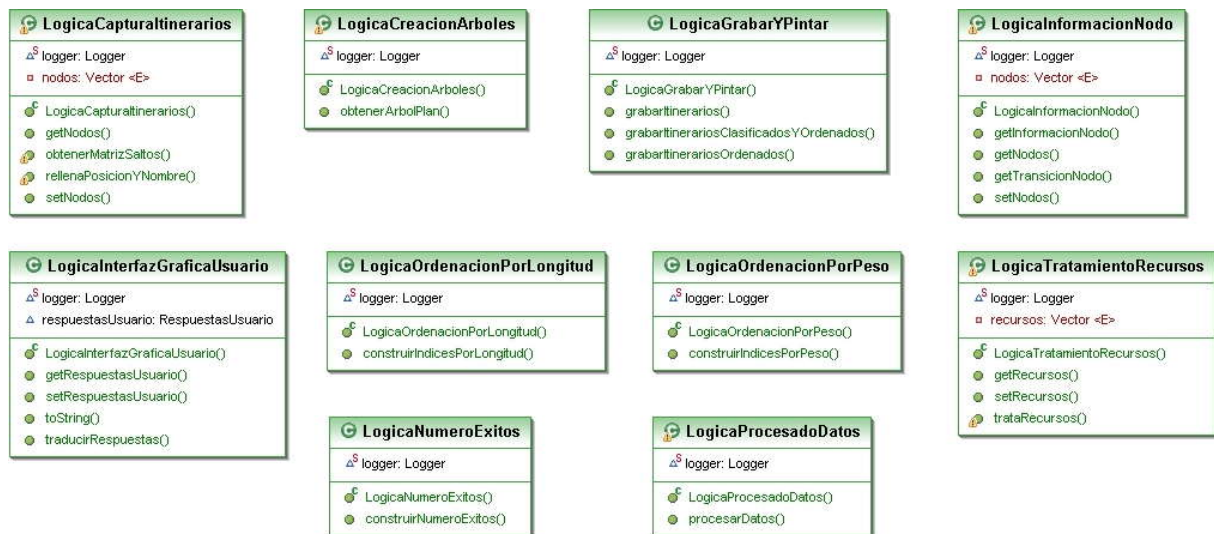 LogicaCapturaItinerarios
logger: Logger
nodos: Vector <E>
LogicaCapturaItinerarios()
getNodos()
obtenerMatrizSaltos()
rellenaPosicionYNombre()
setNodos()
LogicaCreacionArboles
logger: Logger
LogicaCreacionArboles()
obtenerArbolPlan()
LogicaGrabarYPintar
logger: Logger
LogicaGrabarYPintar()
grabarItinerarios()
grabarItinerariosClasificadosYOrdenados()
grabarItinerariosOrdenados()
LogicaInformacionNodo
logger: Logger
nodos: Vector <E>
LogicaInformacionNodo()
getInformacionNodo()
getNodos()
getTransicionNodo()
setNodos()
LogicaInterfazGraficaUsuario
logger: Logger
respuestasUsuario: RespuestasUsuario
LogicaInterfazGraficaUsuario()
getRespuestasUsuario()
setRespuestasUsuario()
toString()
traducirRespuestas()
LogicaOrdenacionPorLongitud
logger: Logger
LogicaOrdenacionPorLongitud()
construirIndicesPorLongitud()
LogicaOrdenacionPorPeso
logger: Logger
LogicaOrdenacionPorPeso()
construirIndicesPorPeso()
LogicaTratamientoRecursos
logger: Logger
recursos: Vector <E>
LogicaTratamientoRecursos()
getRecursos()
setRecursos()
trataRecursos()
LogicaNumeroExitos
logger: Logger
LogicaNumeroExitos()
construirNumeroExitos()
LogicaProcesadoDatos
logger: Logger
LogicaProcesadoDatos()
procesarDatos()